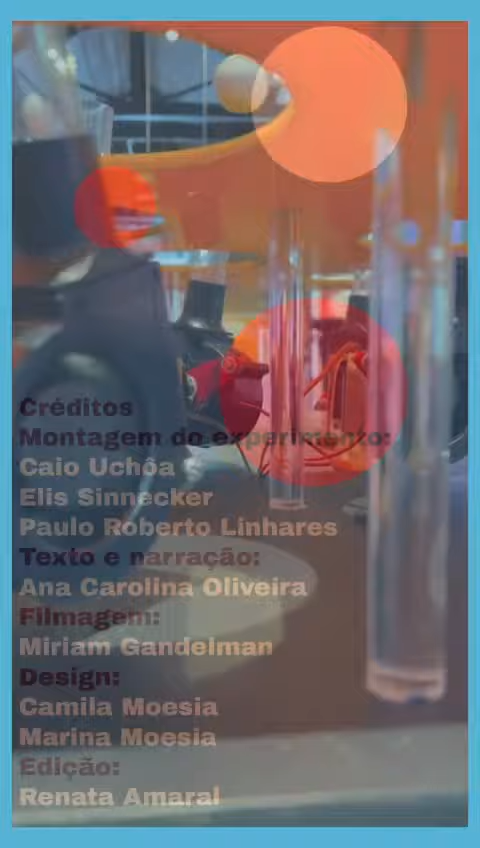 Créditos
Montagem do experimento:
Caio Uchôa
Elis Sinnecker
Paulo Roberto Linhares
Texto e narração:
Ana Carolina Oliveira
Filmagem:
Miriam Gandelman
Design:
Camila Moesia
Marina Moesia
Edição:
Renata Amaral